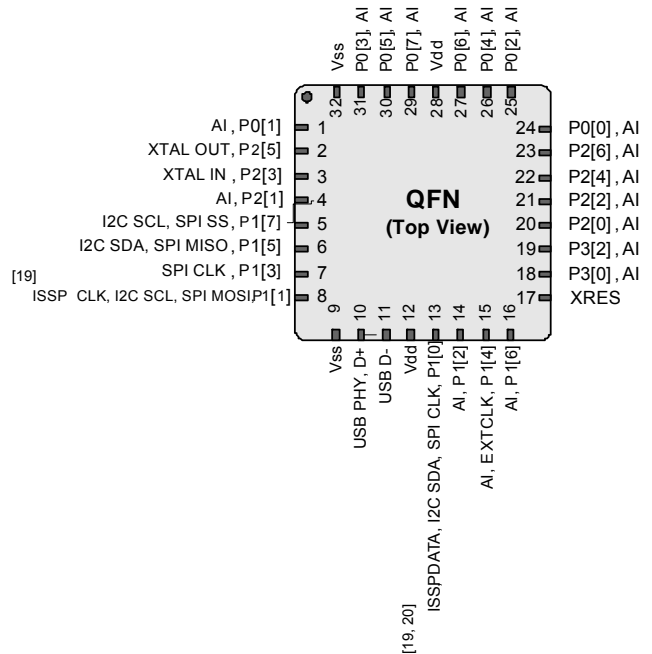 Vss
P0[3], AI
P0[5], AI
P0[7], AI
Vdd
P0[6], AI
P0[4], AI
P0[2], AI
32
31
30
29
28
27
26
25
AI , P0[1]
1
XTAL OUT, P2[5]
2
XTAL IN , P2[3]
3
AI, P2[1]
4
I2C SCL, SPI SS, P1[7]
5
I2C SDA, SPI MISO, P1[5]
6
SPI CLK , P1[3]
7
[19]
ISSP CLK, I2C SCL, SPI MOSI,P1[1]
8
QFN
(Top View)
24
P0[0] , AI
23
P2[6] , AI
22
P2[4] , AI
21
P2[2] , AI
20
P2[0] , AI
19
P3[2] , AI
18
P3[0] , AI
17
XRES
9
10
11
12
13
14
15
16
Vss
USB PHY, D+
USB D-
Vdd
ISSPDATA, I2C SDA, SPI CLK, P1[0]
AI, P1[2]
AI, EXTCLK, P1[4]
AI, P1[6]
[19, 20]